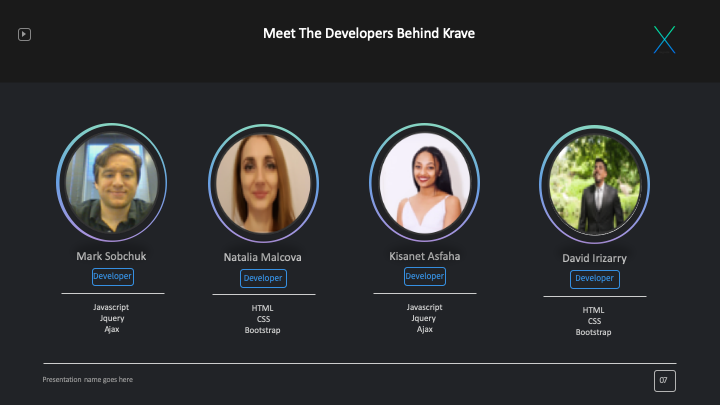 Meet The Developers Behind Krave
Mark Sobchuk
Developer
Javascript
Jquery
Ajax
Natalia Malcova
Developer
HTML
CSS
Bootstrap
Kisanet Asfaha
Developer
Javascript
Jquery
Ajax
David Irizarry
Developer
HTML
CSS
Bootstrap
Presentation name goes here
07